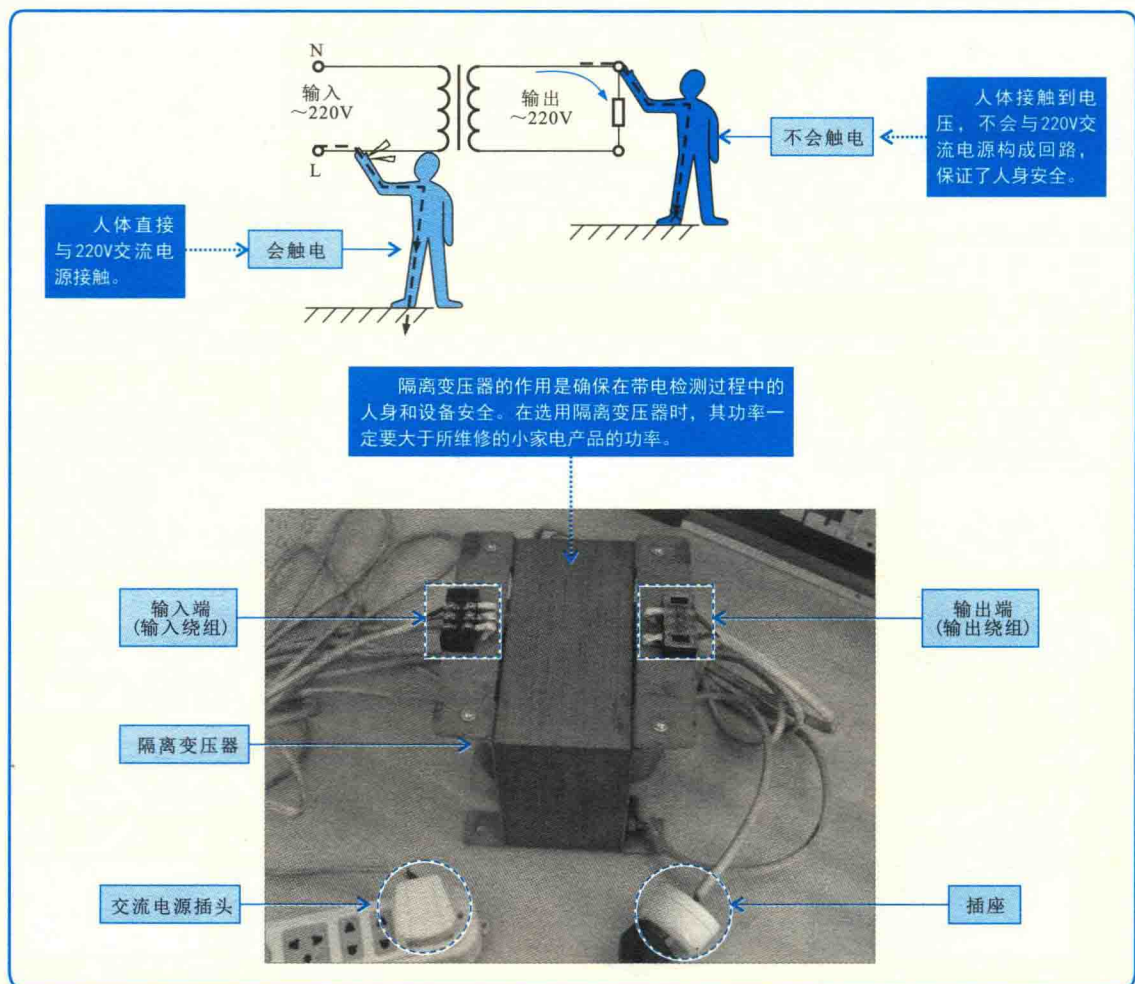 N
输入
～220V
L
输出
～220V
不会触电
人体接触到电
压，不会与220V交
流电源构成回路，
保证了人身安全。
人体直接
与220V交流电
源接触。
会触电
隔离变压器的作用是确保在带电检测过程中的
人身和设备安全。在选用隔离变压器时，其功率一
定要大于所维修的小家电产品的功率。
输入端
(输入绕组)
输出端
(输出绕组)
隔离变压器
交流电源插头
插座